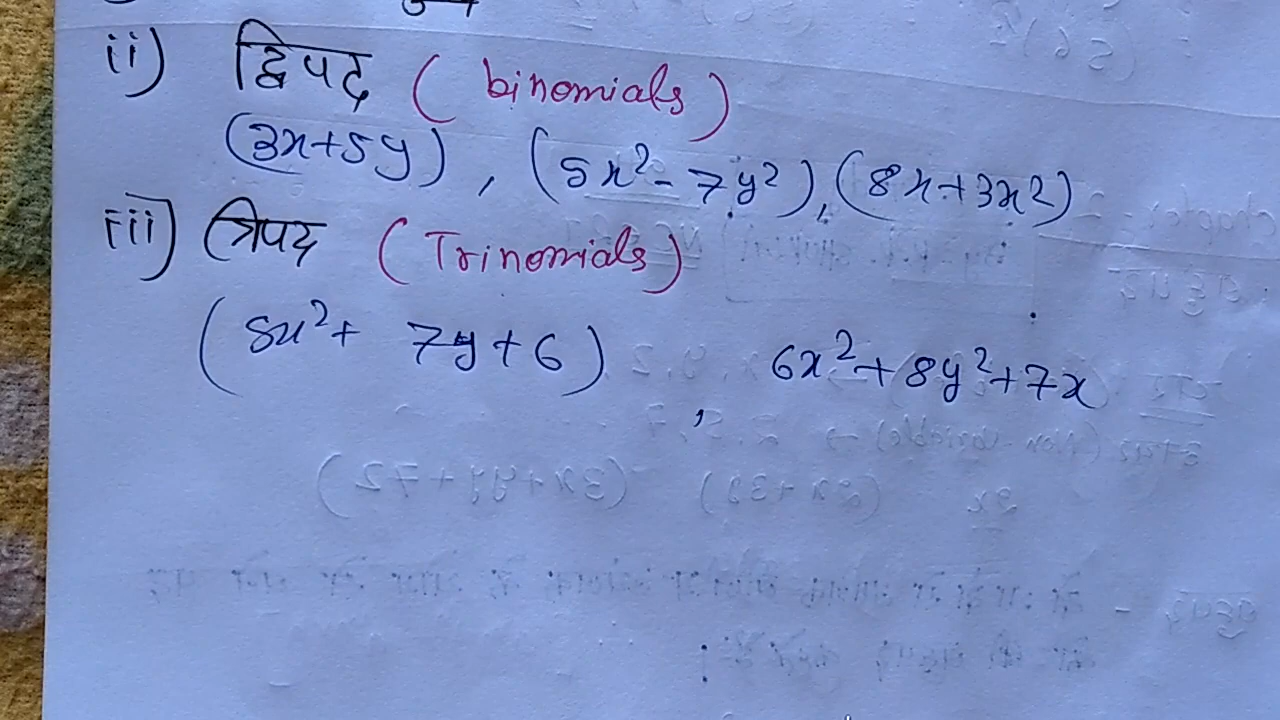 ii) द्विपद ( binomials )
(3x+5y) , (5x²- 7y²), (8x+3x²)
iii) त्रिपद ( Trinomials )
(8x²+ 7y+6) , 6x²+8y²+7x